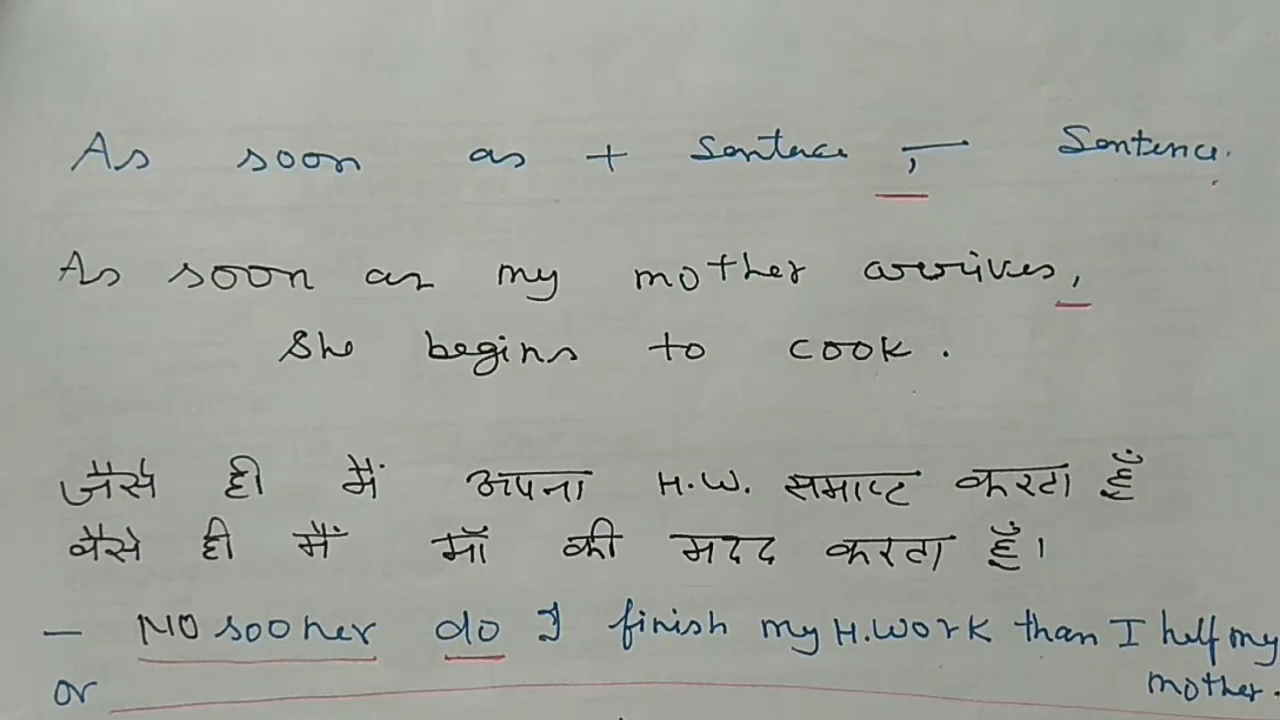 As soon as + Sentace , — Sentence.
As soon as my mother arrives,
She begins to cook.
जैसे ही मैं अपना H.W. समाप्ट करता हूँ
वैसे ही मैं माँ की मदद करता हूँ।
— NO sooner do I finish my H.WORK than I help my
mother.
or